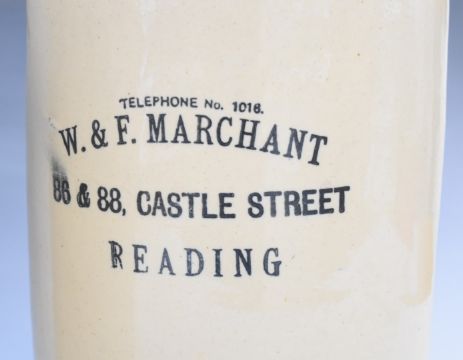 TELEPHONE No. 1016.
W. & F. MARCHANT
86 & 88, CASTLE STREET
READING